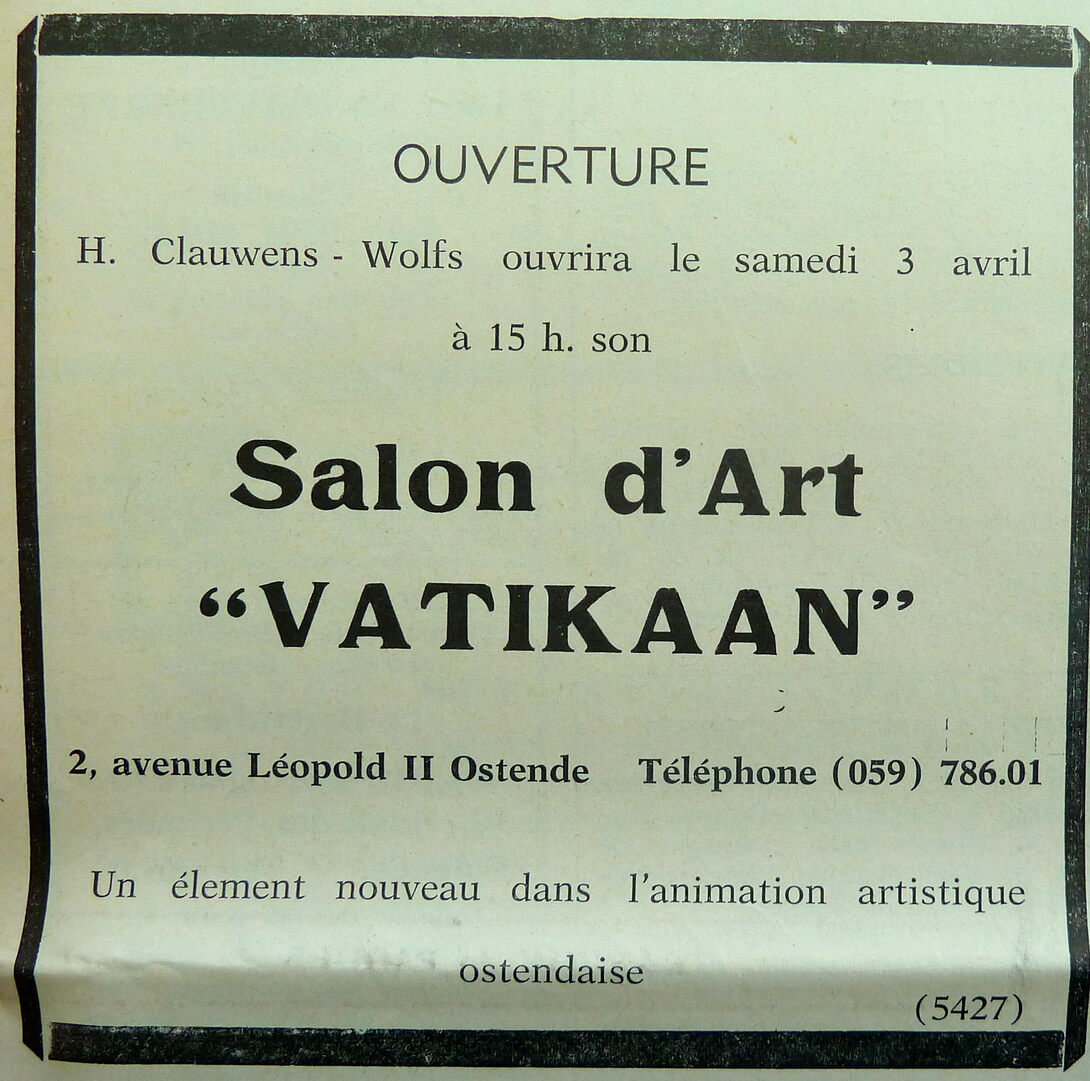 OUVERTURE
H. Clauwens - Wolfs ouvrira le samedi 3 avril
à 15 h. son
Salon d'Art
“VATIKAAN”
2, avenue Léopold II Ostende Téléphone (059) 786.01
Un élement nouveau dans l'animation artistique
ostendaise
(5427)